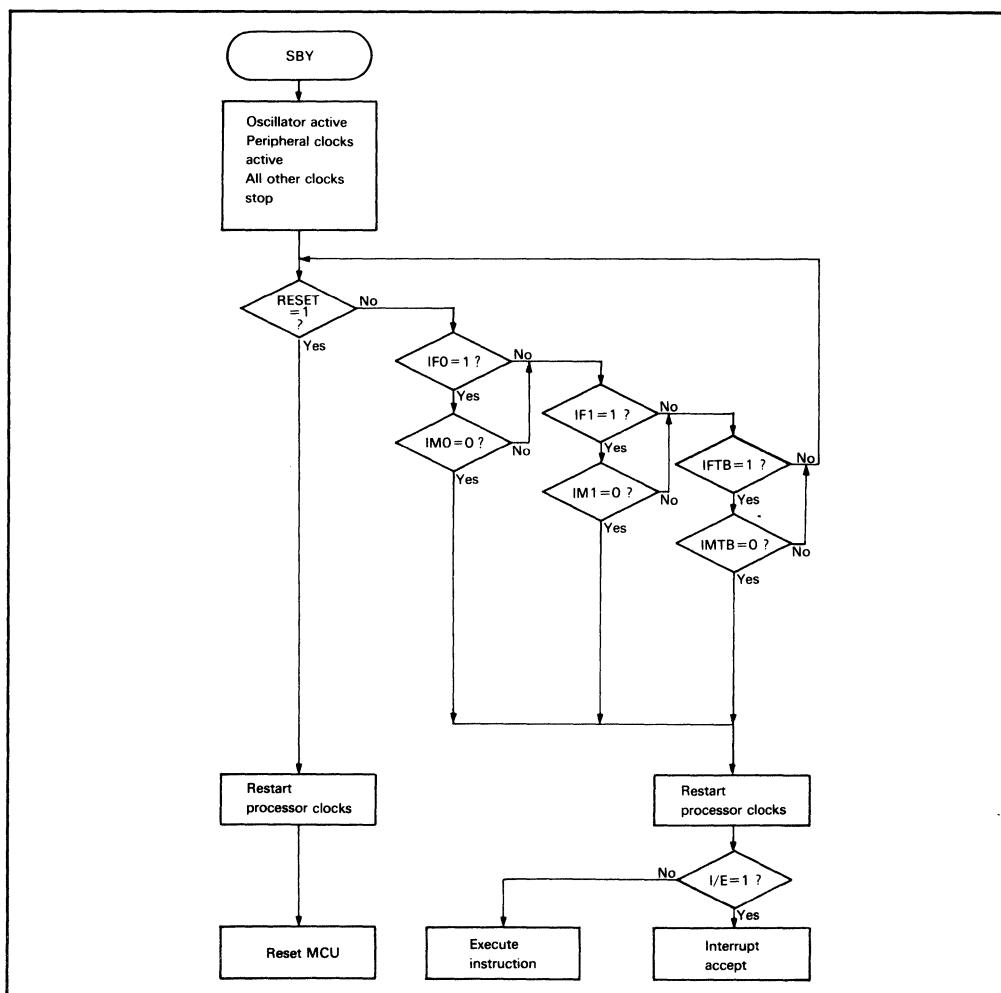 SBY
Oscillator active
Peripheral clocks
active
All other clocks
stop
RESET
=1
?
No
Yes
IF0=1 ?
No
Yes
IM0=0 ?
No
Yes
IF1=1 ?
No
Yes
IM1=0 ?
No
Yes
IFTB=1 ?
No
Yes
IMTB=0 ?
No
Yes
Restart
processor clocks
Restart
processor clocks
I/E=1 ?
No
Yes
Reset MCU
Execute
instruction
Interrupt
accept